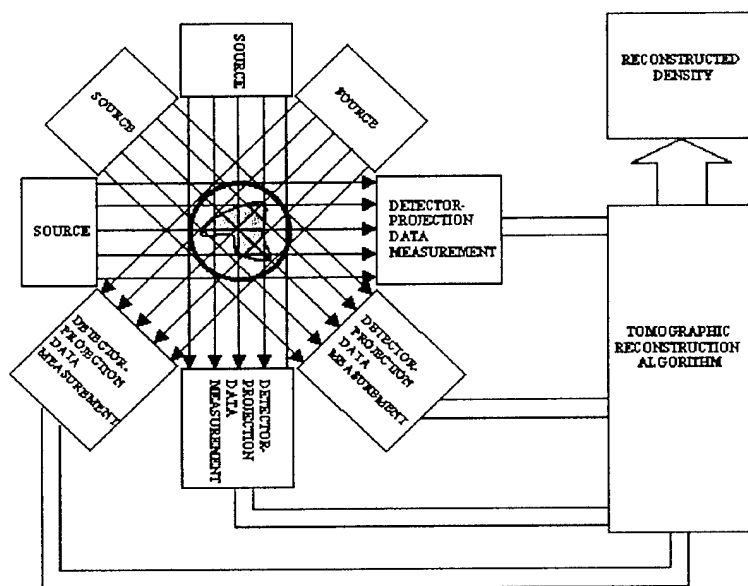 SOURCE
SOURCE
SOURCE
SOURCE
DETECTOR-
PROJECTION
DATA
MEASUREMENT
DETECTOR-
PROJECTION
DATA
MEASUREMENT
DETECTOR-
PROJECTION
DATA
MEASUREMENT
DETECTOR-
PROJECTION
DATA
MEASUREMENT
RECONSTRUCTED
DENSITY
TOMOGRAPHIC
RECONSTRUCTION
ALGORITHM